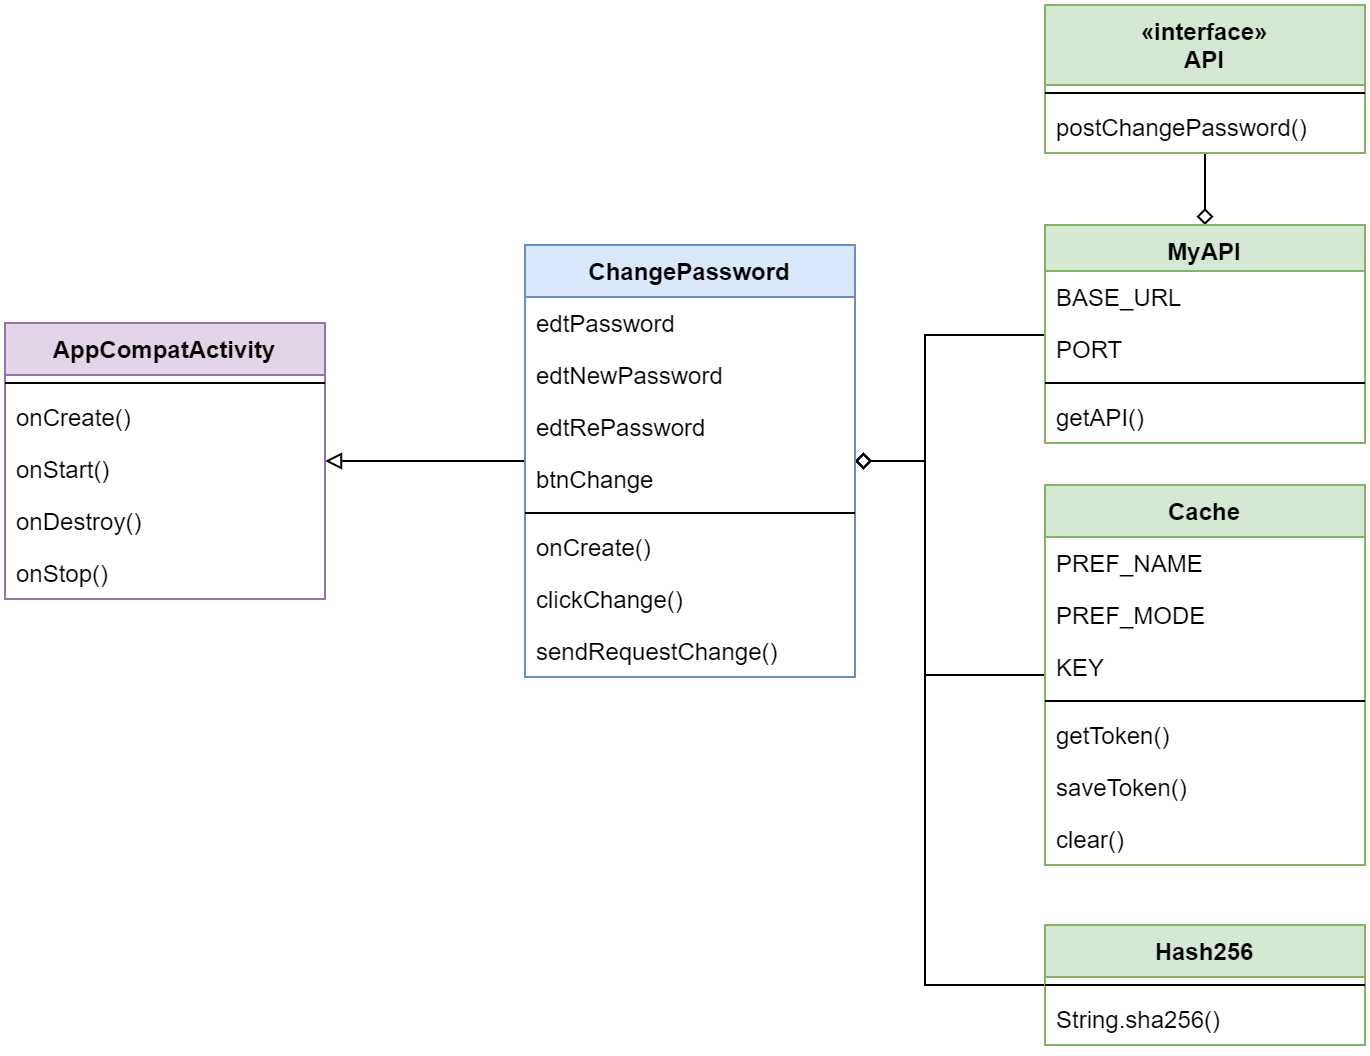 «interface»
API
postChangePassword()
MyAPI
BASE_URL
PORT
getAPI()
ChangePassword
edtPassword
edtNewPassword
edtRePassword
btnChange
onCreate()
clickChange()
sendRequestChange()
AppCompatActivity
onCreate()
onStart()
onDestroy()
onStop()
Cache
PREF_NAME
PREF_MODE
KEY
getToken()
saveToken()
clear()
Hash256
String.sha256()